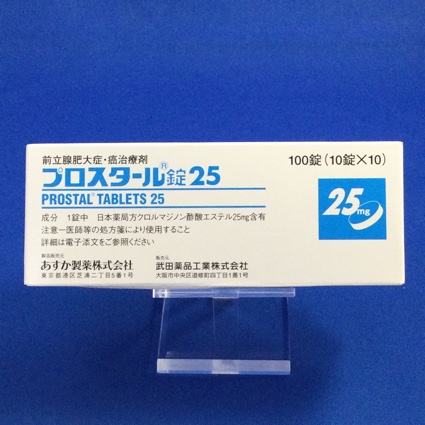 前立腺肥大症・癌治療剤
プロスタール®錠25
PROSTAL® TABLETS 25
100錠(10錠×10)
25mg
成分 1錠中 日本薬局方クロルマジノン酢酸エステル25mg含有
注意－医師等の処方箋により使用すること
詳細は電子添文をご参照ください
製造販売元
あすか製薬株式会社
東京都港区芝浦二丁目5番1号
販売元
武田薬品工業株式会社
大阪市中央区道修町四丁目1番1号